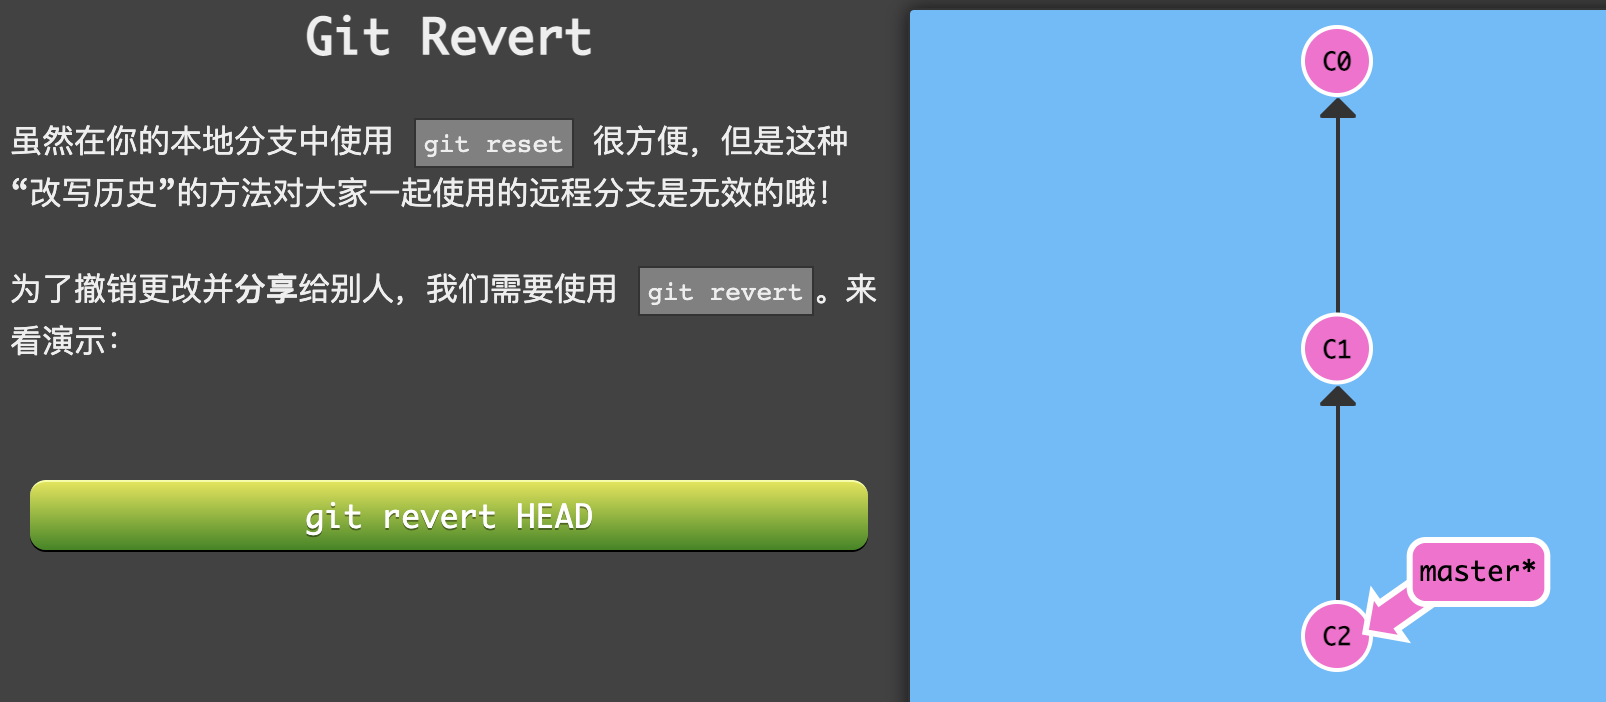 Git Revert
虽然在你的本地分支中使用 git reset 很方便，但是这种
“改写历史”的方法对大家一起使用的远程分支是无效的哦！
为了撤销更改并分享给别人，我们需要使用 git revert。来
看演示：
git revert HEAD
C0
C1
master*
C2